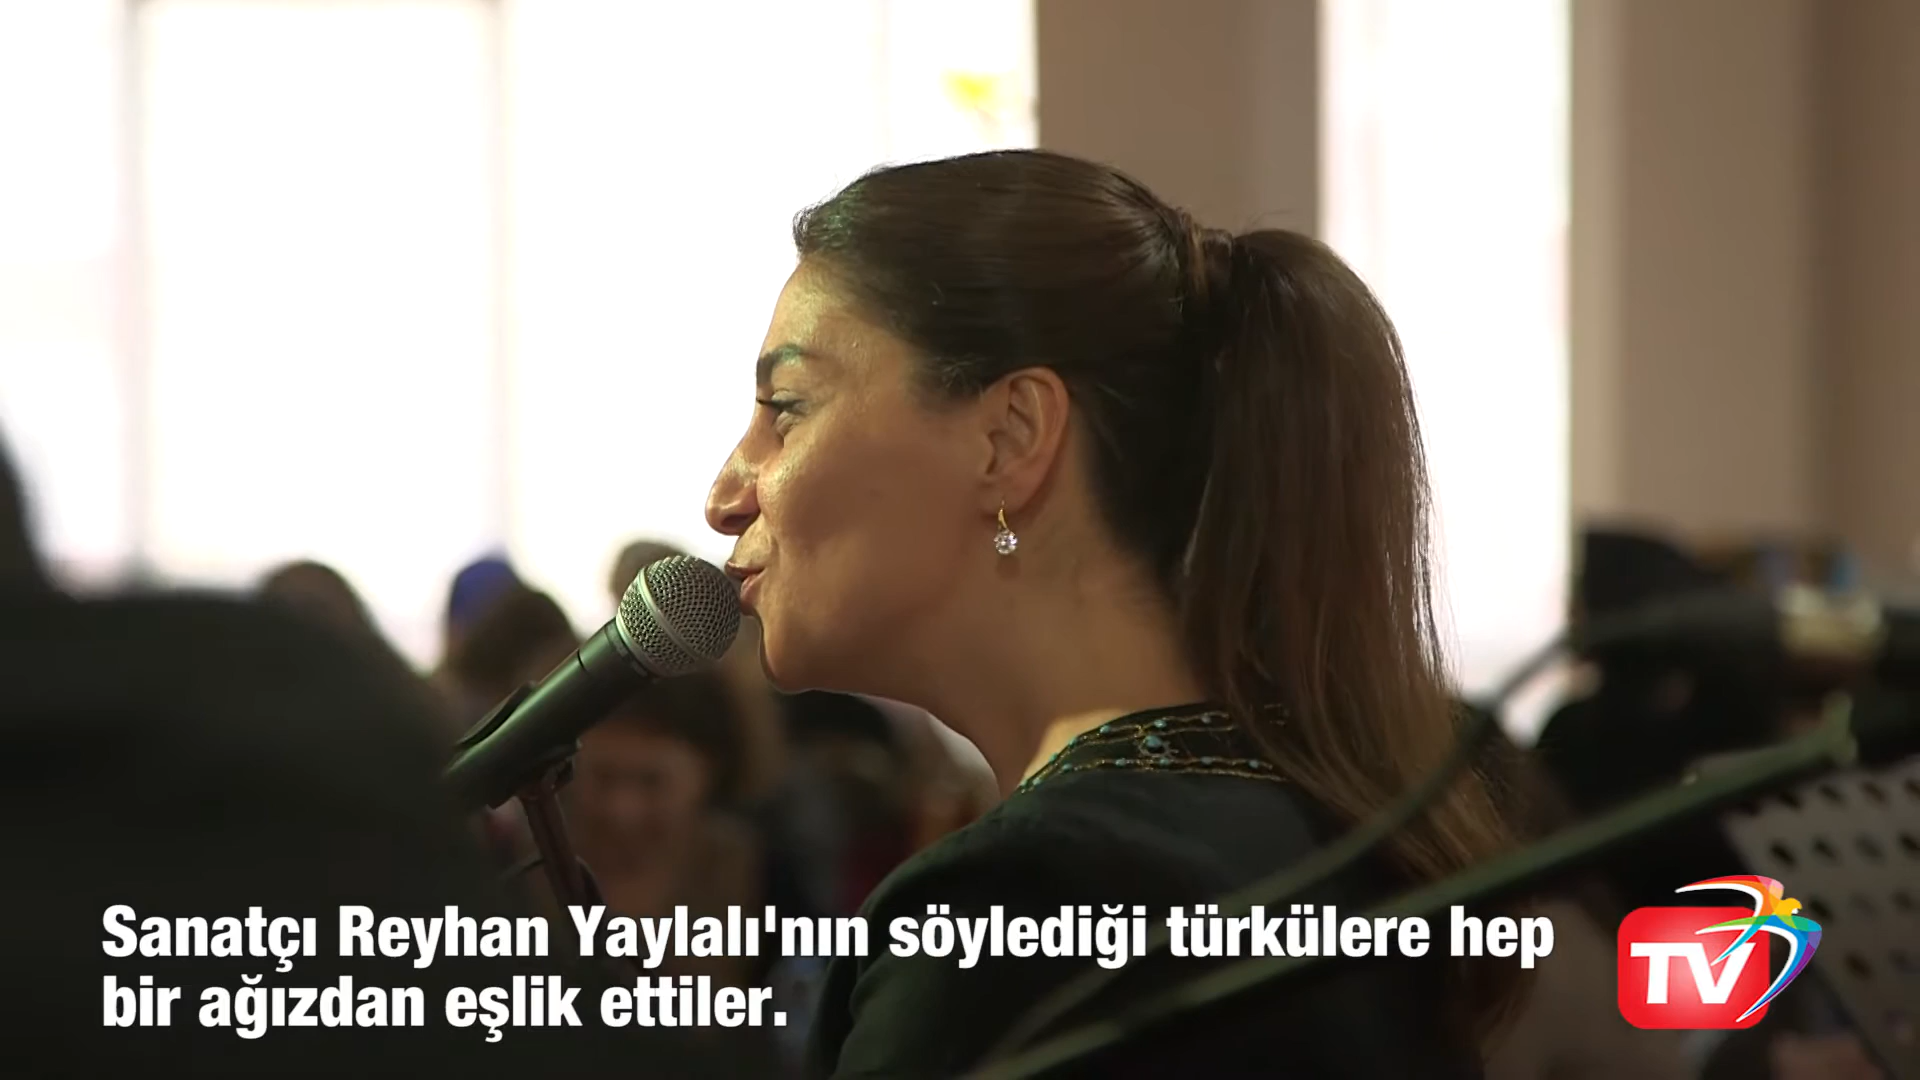 Sanatçı Reyhan Yaylalı'nın söylediği türkülere hep
bir ağızdan eşlik ettiler.
TV